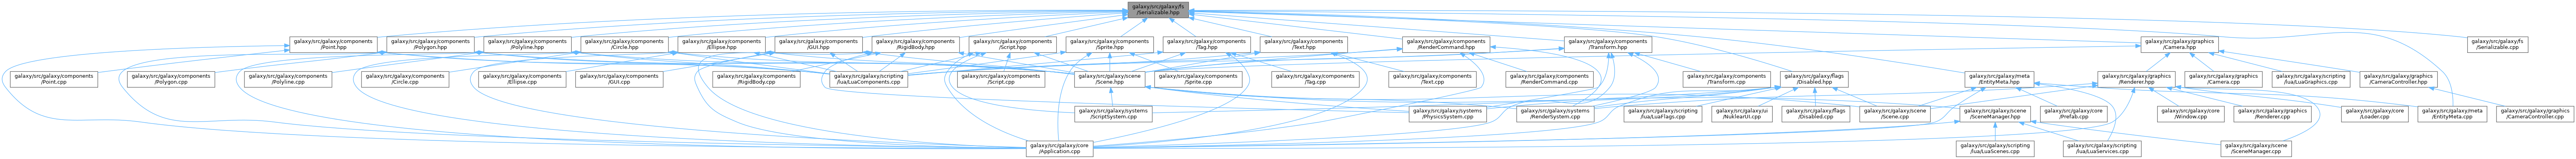 galaxy/src/galaxy/fs
/Serializable.hpp
galaxy/src/galaxy/components
/Point.hpp
galaxy/src/galaxy/components
/Polygon.hpp
galaxy/src/galaxy/components
/Polyline.hpp
galaxy/src/galaxy/components
/Circle.hpp
galaxy/src/galaxy/components
/Ellipse.hpp
galaxy/src/galaxy/components
/GUI.hpp
galaxy/src/galaxy/components
/RigidBody.hpp
galaxy/src/galaxy/components
/Script.hpp
galaxy/src/galaxy/components
/Sprite.hpp
galaxy/src/galaxy/components
/Tag.hpp
galaxy/src/galaxy/components
/Text.hpp
galaxy/src/galaxy/components
/RenderCommand.hpp
galaxy/src/galaxy/components
/Transform.hpp
galaxy/src/galaxy/graphics
/Camera.hpp
galaxy/src/galaxy/fs
/Serializable.cpp
galaxy/src/galaxy/components
/Point.cpp
galaxy/src/galaxy/components
/Polygon.cpp
galaxy/src/galaxy/components
/Polyline.cpp
galaxy/src/galaxy/components
/Circle.cpp
galaxy/src/galaxy/components
/Ellipse.cpp
galaxy/src/galaxy/components
/GUI.cpp
galaxy/src/galaxy/components
/RigidBody.cpp
galaxy/src/galaxy/scripting
/lua/LuaComponents.cpp
galaxy/src/galaxy/components
/Script.cpp
galaxy/src/galaxy/scene
/Scene.hpp
galaxy/src/galaxy/components
/Sprite.cpp
galaxy/src/galaxy/components
/Tag.cpp
galaxy/src/galaxy/components
/Text.cpp
galaxy/src/galaxy/components
/RenderCommand.cpp
galaxy/src/galaxy/components
/Transform.cpp
galaxy/src/galaxy/flags
/Disabled.hpp
galaxy/src/galaxy/meta
/EntityMeta.hpp
galaxy/src/galaxy/graphics
/Renderer.hpp
galaxy/src/galaxy/graphics
/Camera.cpp
galaxy/src/galaxy/scripting
/lua/LuaGraphics.cpp
galaxy/src/galaxy/graphics
/CameraController.hpp
galaxy/src/galaxy/systems
/ScriptSystem.cpp
galaxy/src/galaxy/systems
/PhysicsSystem.cpp
galaxy/src/galaxy/systems
/RenderSystem.cpp
galaxy/src/galaxy/scripting
/lua/LuaFlags.cpp
galaxy/src/galaxy/ui
/NuklearUI.cpp
galaxy/src/galaxy/flags
/Disabled.cpp
galaxy/src/galaxy/scene
/Scene.cpp
galaxy/src/galaxy/scene
/SceneManager.hpp
galaxy/src/galaxy/core
/Prefab.cpp
galaxy/src/galaxy/core
/Window.cpp
galaxy/src/galaxy/graphics
/Renderer.cpp
galaxy/src/galaxy/core
/Loader.cpp
galaxy/src/galaxy/meta
/EntityMeta.cpp
galaxy/src/galaxy/graphics
/CameraController.cpp
galaxy/src/galaxy/core
/Application.cpp
galaxy/src/galaxy/scripting
/lua/LuaScenes.cpp
galaxy/src/galaxy/scripting
/lua/LuaServices.cpp
galaxy/src/galaxy/scene
/SceneManager.cpp